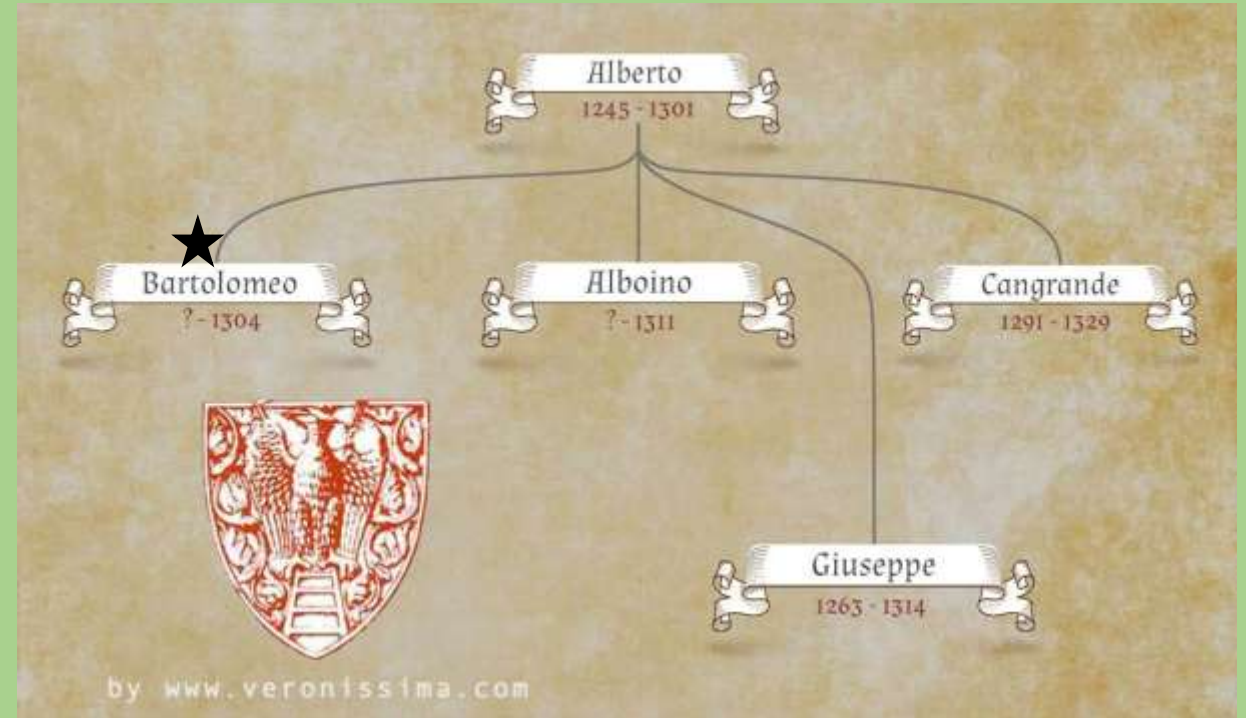 Alberto
1245 - 1301
Bartolomeo
? - 1304
Alboino
? - 1311
Cangrande
1291 - 1329
Giuseppe
1263 - 1314
by www.veronissima.com